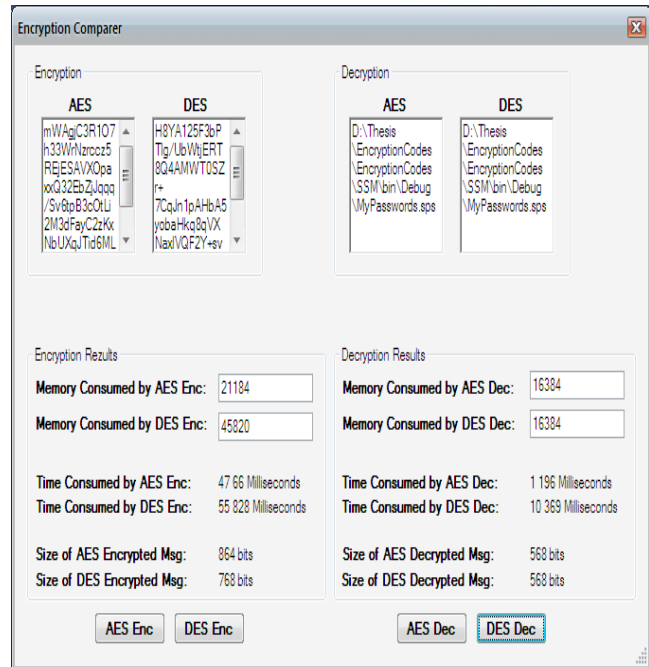 Encryption Comparer
Encryption
AES
DES
mWAgjC3R1O7
h33WrNzrccz5
REjESAVXOpa
xxQ32EbZjJqqq
/Sv6tpB3cOtLi
2M3dFayC2zKx
NbUXqJTid6ML
H8YA125F3bP
TIg/UbWtjERT
8Q4AMWT0SZ
r+
7CqJn1pAHbA5
yobaHkq8qVX
NaxlVQF2Y+sv
Decryption
AES
DES
D:\Thesis
\EncryptionCodes
\EncryptionCodes
\SSM\bin\Debug
\MyPasswords.sps
D:\Thesis
\EncryptionCodes
\EncryptionCodes
\SSM\bin\Debug
\MyPasswords.sps
Encryption Rezults
Memory Consumed by AES Enc: 21184
Memory Consumed by DES Enc: 45820
Time Consumed by AES Enc: 47 66 Milliseconds
Time Consumed by DES Enc: 55 828 Milliseconds
Size of AES Encrypted Msg: 864 bits
Size of DES Encrypted Msg: 768 bits
AES Enc
DES Enc
Decryption Results
Memory Consumed by AES Dec: 16384
Memory Consumed by DES Dec: 16384
Time Consumed by AES Dec: 1 196 Milliseconds
Time Consumed by DES Dec: 10 369 Milliseconds
Size of AES Decrypted Msg: 568 bits
Size of DES Decrypted Msg: 568 bits
AES Dec
DES Dec